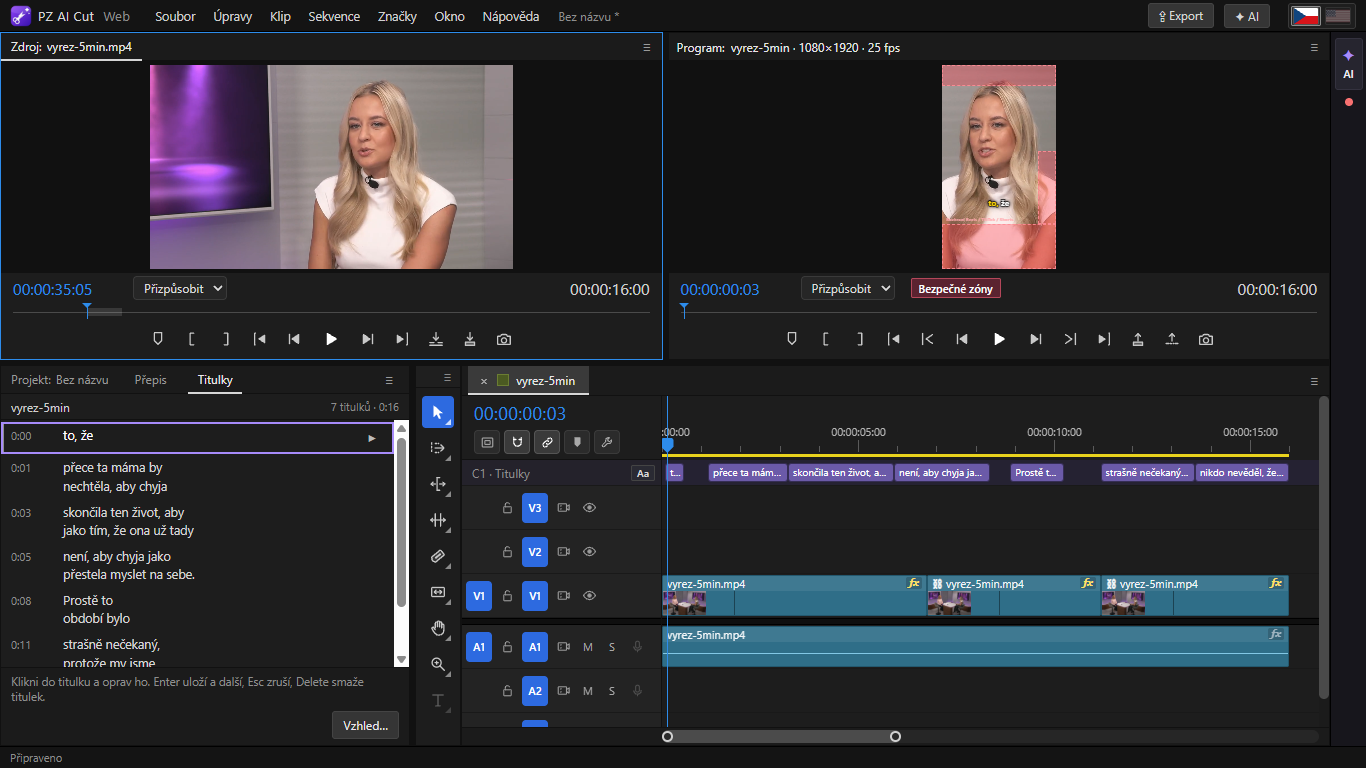 PZ AI Cut Web
Soubor Úpravy Klip Sekvence Značky Okno Nápověda Bez názvu *
Export
AI
Zdroj: vyrez-5min.mp4
00:00:35:05
Přizpůsobit
00:00:16:00
Program: vyrez-5min · 1080×1920 · 25 fps
to, že
00:00:00:03
Přizpůsobit
Bezpečné zóny
00:00:16:00
AI
Projekt: Bez názvu Přepis Titulky
vyrez-5min
7 titulků · 0:16
0:00 to, že
0:01 přece ta máma by
nechtěla, aby chyja
0:03 skončila ten život, aby
jako tím, že ona už tady
0:05 není, aby chyja jako
přestela myslet na sebe.
0:08 Prostě to
období bylo
0:11 strašně nečekaný,
protože my jsme
Klikni do titulku a oprav ho. Enter uloží a další, Esc zruší, Delete smaže
titulek.
Vzhled...
T
× vyrez-5min
00:00:00:03
:00:00 00:00:05:00 00:00:10:00 00:00:15:00
C1 · Titulky Aa
t... přece ta mám... skončila ten život, a... není, aby chyja ja... Prostě t... strašně nečekaný... nikdo nevěděl, že...
V3
V2
V1 V1
vyrez-5min.mp4 fx vyrez-5min.mp4 fx vyrez-5min.mp4 fx
A1 A1 M S
vyrez-5min.mp4 fx
A2 M S
Připraveno